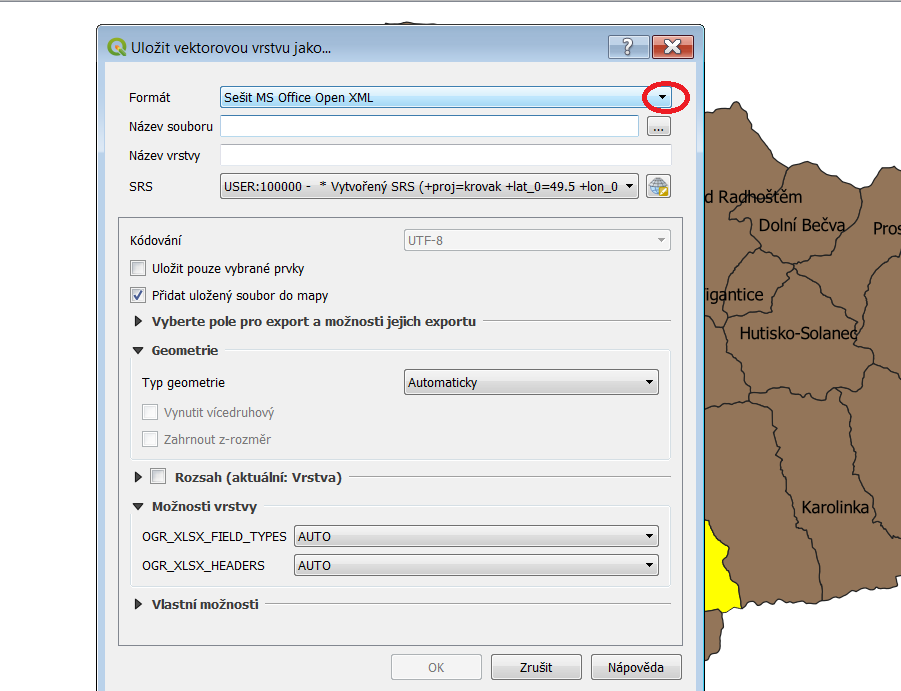 Uložit vektorovou vrstvu jako...
?
Formát
Sešit MS Office Open XML
Název souboru
...
Název vrstvy
SRS
USER:100000 - * Vytvořený SRS (+proj=krovak +lat_0=49.5 +lon_0
Kódování
UTF-8
Uložit pouze vybrané prvky
Přidat uložený soubor do mapy
Vyberte pole pro export a možnosti jejich exportu
Geometrie
Typ geometrie
Automaticky
Vynutit vícedruhový
Zahrnout z-rozměr
Rozsah (aktuální: Vrstva)
Možnosti vrstvy
OGR_XLSX_FIELD_TYPES
AUTO
OGR_XLSX_HEADERS
AUTO
Vlastní možnosti
OK
Zrušit
Nápověda
d Radhoštěm
Dolní Bečva
Pros
igantice
Hutisko-Solanec
Karolinka